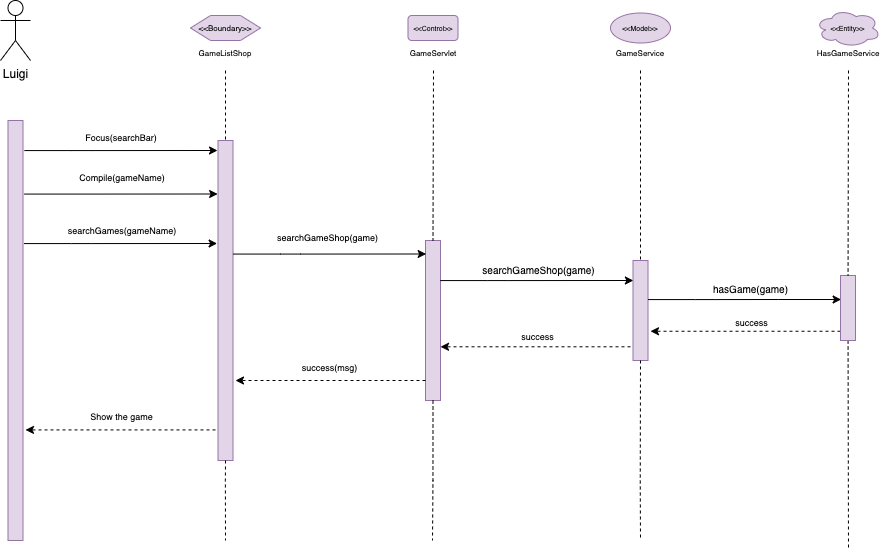 <<Boundary>>
<<Control>>
<<Model>>
<<Entity>>
GameListShop
GameServlet
GameService
HasGameService
Luigi
Focus(searchBar)
Compile(gameName)
searchGames(gameName)
searchGameShop(game)
searchGameShop(game)
hasGame(game)
success
success
success(msg)
Show the game